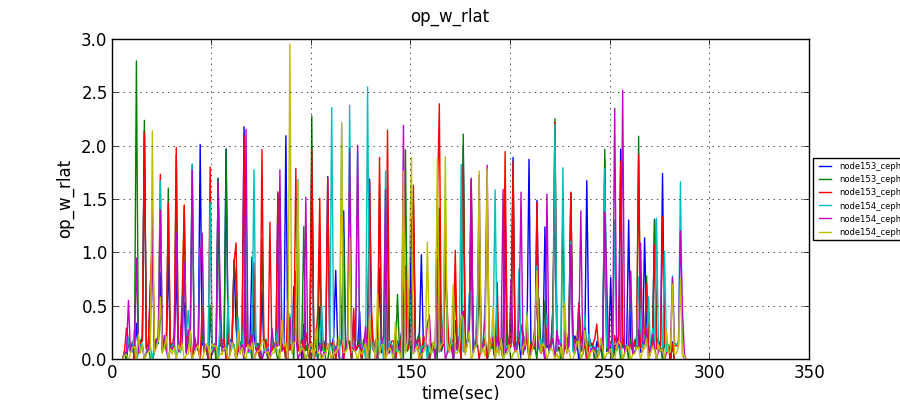 op_w_rlat
3.0
2.5
2.0
1.5
1.0
0.5
0.0
op_w_rlat
0 50 100 150 200 250 300 350
time(sec)
node153_ceph
node153_ceph
node153_ceph
node154_ceph
node154_ceph
node154_ceph